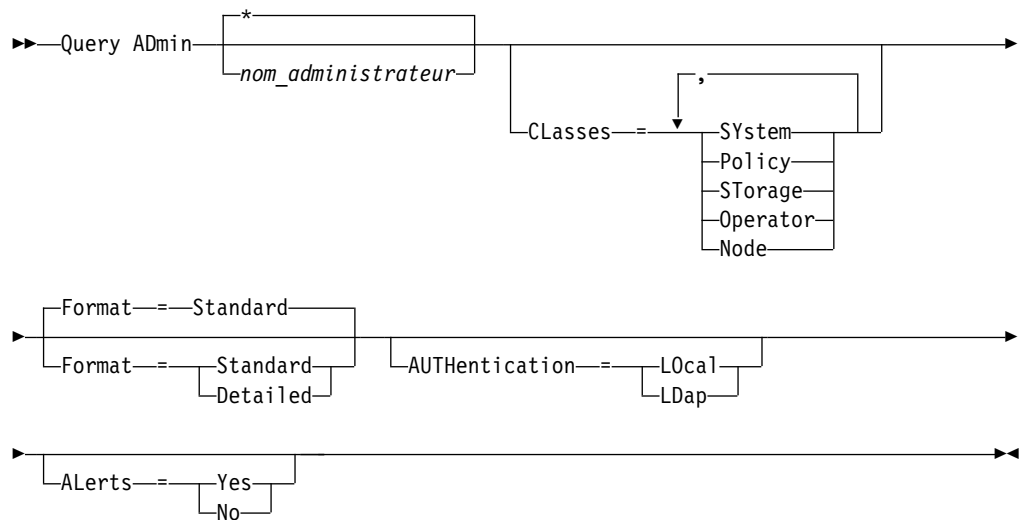 *
Query ADmin
nom_administrateur
,
CLasses = SYstem
Policy
STorage
Operator
Node
Format = Standard
Format = Standard
Detailed
AUTHentication = LOcal
LDap
ALerts = Yes
No